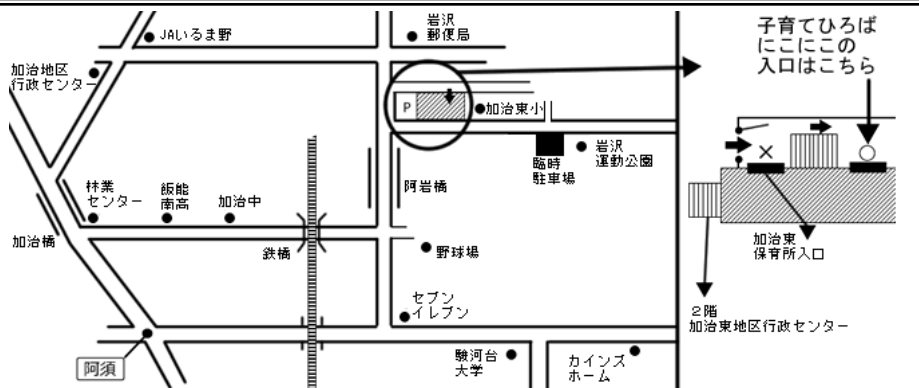 JAいるま野
岩沢
郵便局
子育てひろば
にこにこの
入口はこちら
加治地区
行政センター
P
加治東小
臨時
駐車場
岩沢
運動公園
林業
センター
飯能
南高
加治中
阿岩橋
加治橋
鉄橋
野球場
加治東
保育所入口
セブン
イレブン
2階
加治東地区行政センター
阿須
駿河台
大学
カインズ
ホーム